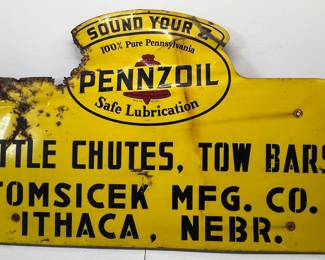 SOUND YOUR Z
100% Pure Pennsylvania
PENNZOIL
Safe Lubrication
TTLE CHUTES, TOW BARS
TOMSICEK MFG. CO.
ITHACA, NEBR.